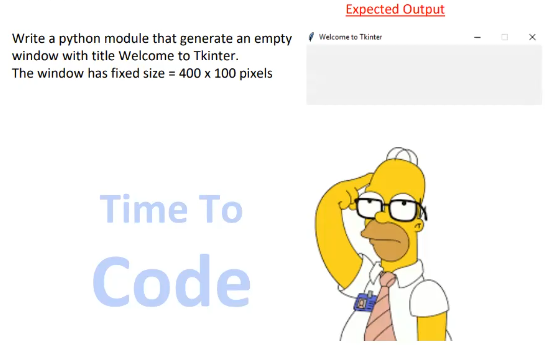 Expected Output
Write a python module that generate an empty
window with title Welcome to Tkinter.
The window has fixed size = 400 x 100 pixels
Welcome to Tkinter
Time To
Code